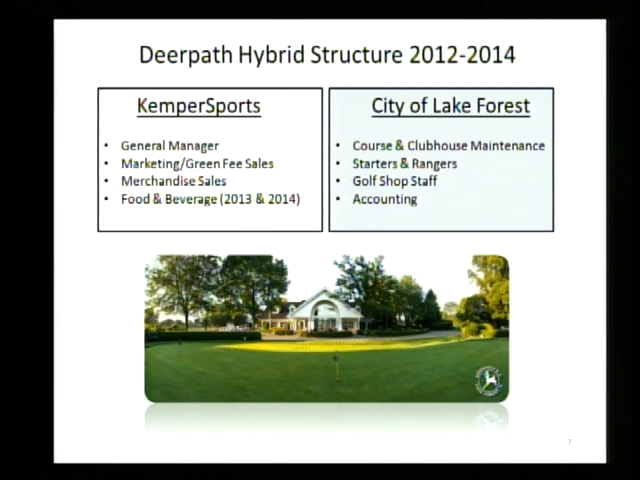 Deerpath Hybrid Structure 2012-2014
KemperSports
• General Manager
• Marketing/Green Fee Sales
• Merchandise Sales
• Food & Beverage (2013 & 2014)
City of Lake Forest
• Course & Clubhouse Maintenance
• Starters & Rangers
• Golf Shop Staff
• Accounting
7